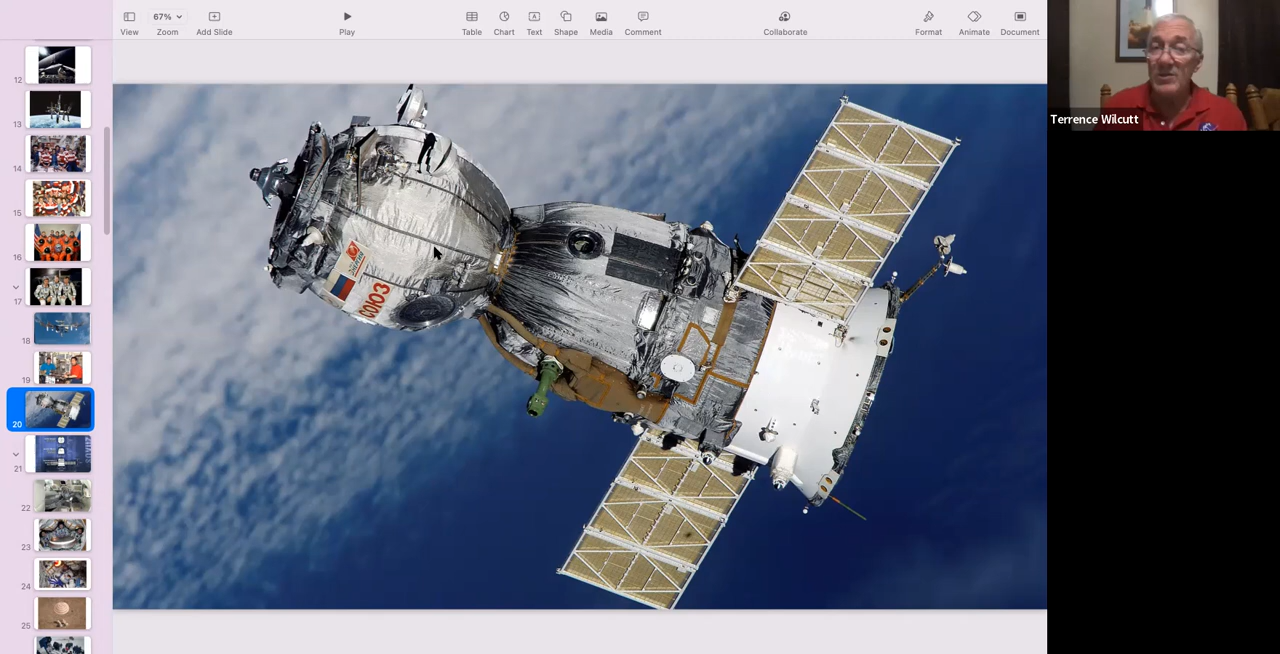 67%
View
Zoom
Add Slide
Play
Table
Chart
Text
Shape
Media
Comment
Collaborate
Format
Animate
Document
12
13
14
15
16
17
18
19
20
21
22
23
24
25
СОЮЗ
Terrence Wilcutt